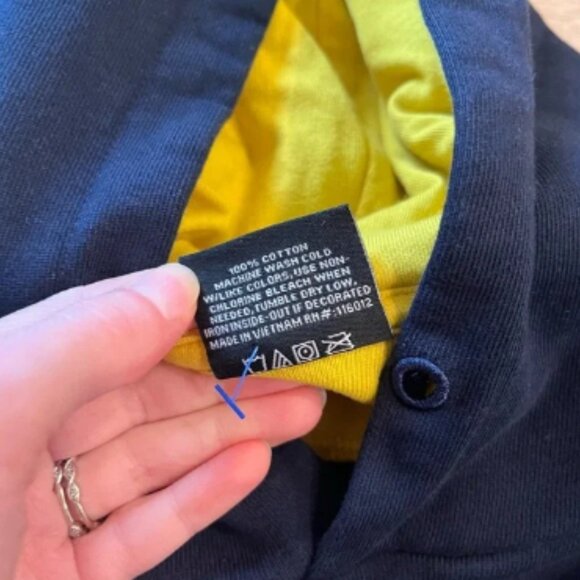 100% COTTON
MACHINE WASH COLD
W/LIKE COLORS, USE NON-
CHLORINE BLEACH WHEN
NEEDED, TUMBLE DRY LOW,
IRON INSIDE-OUT IF DECORATED
MADE IN VIETNAM RN#:116012